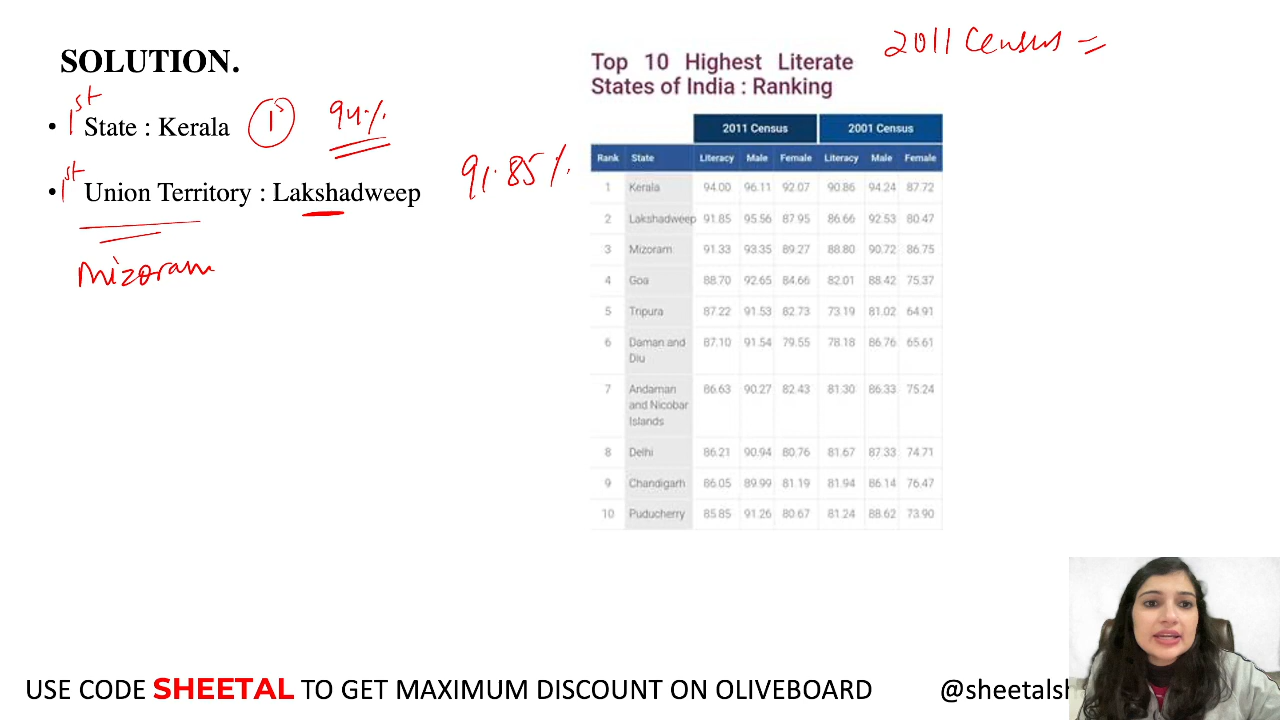 SOLUTION.
1st
• State : Kerala 1s 94%
1st
• Union Territory : Lakshadweep 91.85%
Mizoram
2011 Census =
Top 10 Highest Literate
States of India : Ranking
2011 Census 2001 Census
Rank State Literacy Male Female Literacy Male Female
1 Kerala 94.00 96.11 92.07 90.86 94.24 87.72
2 Lakshadweep 91.85 95.56 87.95 86.66 92.53 80.47
3 Mizoram 91.33 93.35 89.27 88.80 90.72 86.75
4 Goa 88.70 92.65 84.66 82.01 88.42 75.37
5 Tripura 87.22 91.53 82.73 73.19 81.02 64.91
6 Daman and 87.10 91.54 79.55 78.18 86.76 65.61
Diu
7 Andaman 86.63 90.27 82.43 81.30 86.33 75.24
and Nicobar
Islands
8 Delhi 86.21 90.94 80.76 81.67 87.33 74.71
9 Chandigarh 86.05 89.99 81.19 81.94 86.14 76.47
10 Puducherry 85.85 91.26 80.67 81.24 88.62 73.90
USE CODE SHEETAL TO GET MAXIMUM DISCOUNT ON OLIVEBOARD @sheetalsh